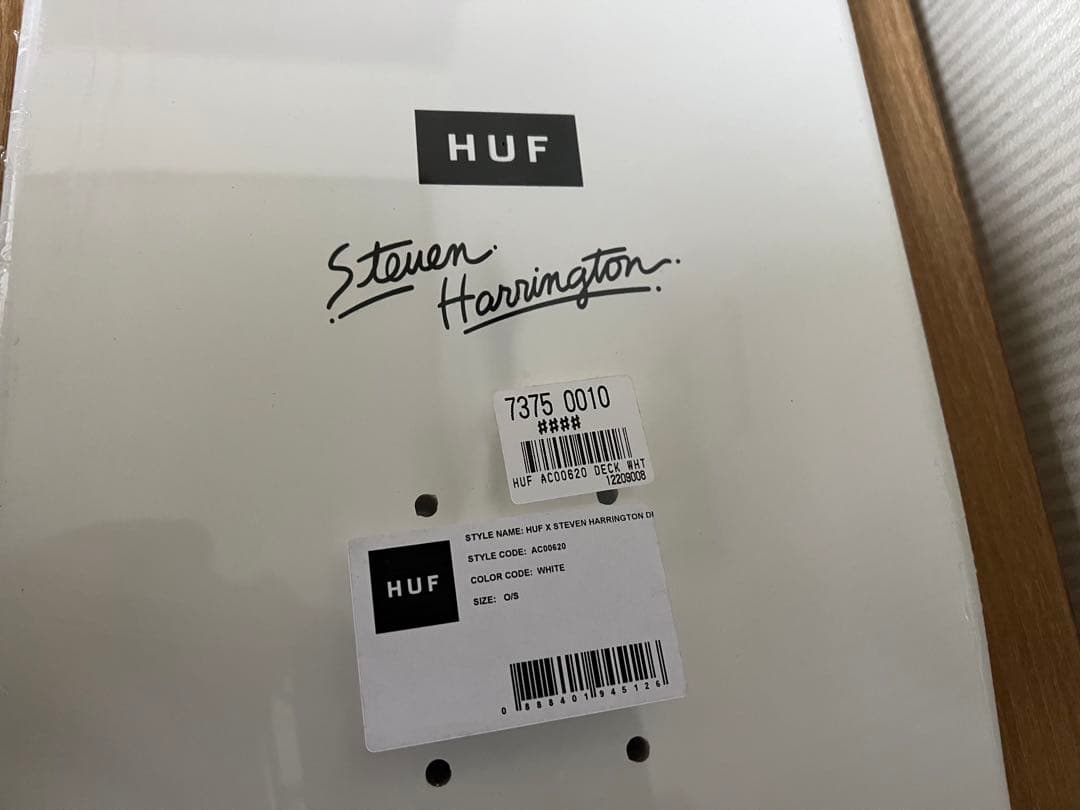 HUF
Steven
Harrington
7375 0010
####
HUF AC00620 DECK WHT
12209008
HUF
STYLE NAME: HUF X STEVEN HARRINGTON
STYLE CODE: AC00620
COLOR CODE: WHITE
SIZE: O/S
0 888401 945126